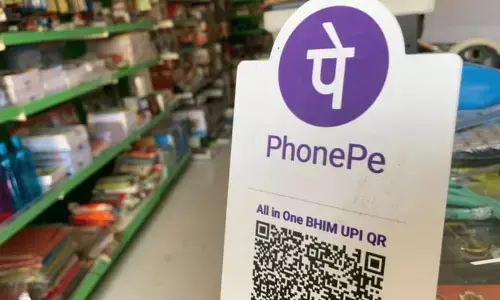 पे
PhonePe
All in One BHIM UPI QR